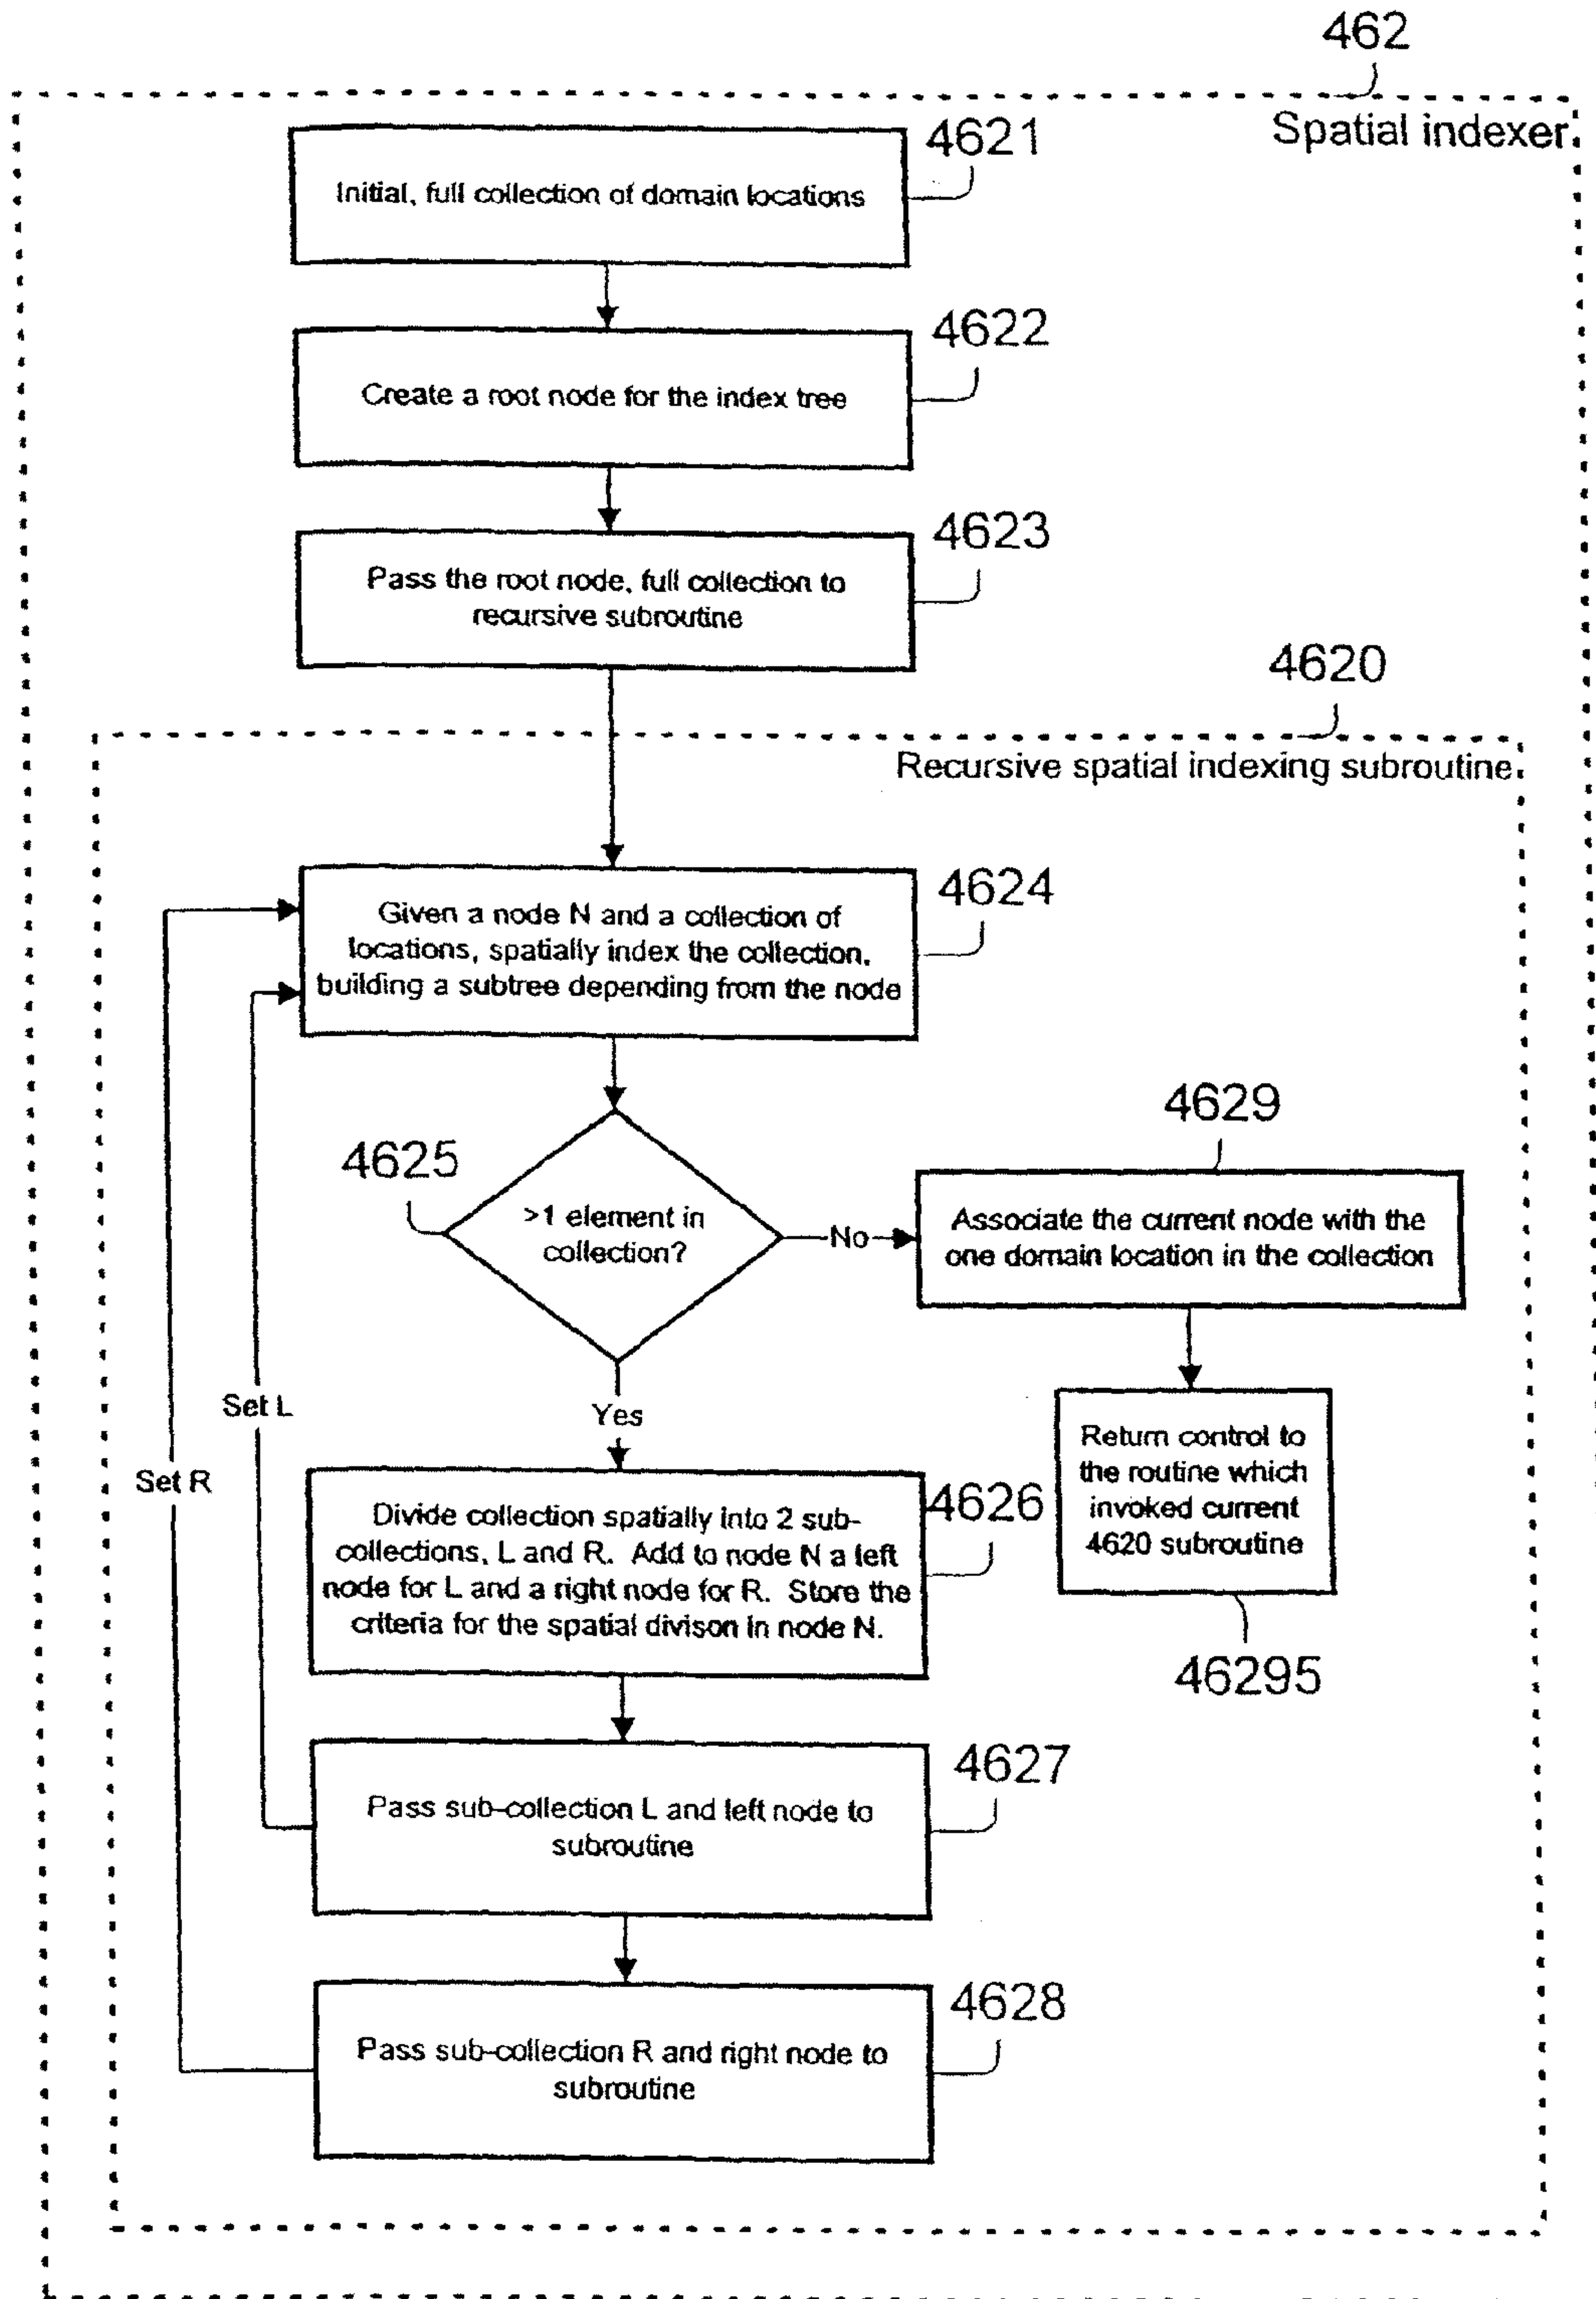 462
Spatial indexer
4621
Initial, full collection of domain locations
4622
Create a root node for the index tree
4623
Pass the root node, full collection to
recursive subroutine
4620
Recursive spatial indexing subroutine
4624
Given a node N and a collection of
locations, spatially index the collection,
building a subtree depending from the node
4625
>1 element in
collection?
No
4629
Associate the current node with the
one domain location in the collection
Set L
Yes
Return control to
the routine which
invoked current
4620 subroutine
46295
Set R
4626
Divide collection spatially into 2 sub-
collections, L and R. Add to node N a left
node for L and a right node for R. Store the
criteria for the spatial divison in node N.
4627
Pass sub-collection L and left node to
subroutine
4628
Pass sub-collection R and right node to
subroutine